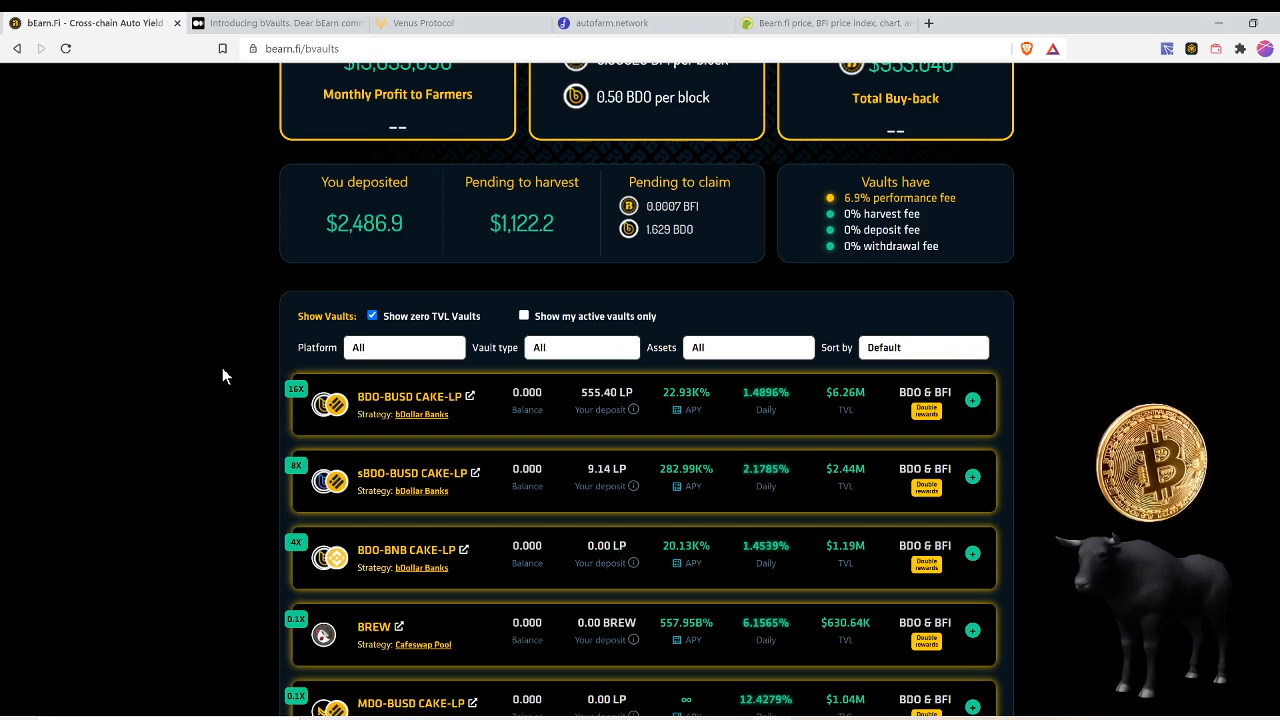 bEarn.Fi - Cross-chain Auto Yield
Introducing bVaults. Dear bEarn comm
Venus Protocol
autofarm.network
Bearn.fi price, BFI price index, chart, a
bearn.fi/bvaults
Monthly Profit to Farmers
--
BFI per block
0.50 BDO per block
Total Buy-back
--
You deposited
$2,486.9
Pending to harvest
$1,122.2
Pending to claim
0.0007 BFI
1.629 BDO
Vaults have
6.9% performance fee
0% harvest fee
0% deposit fee
0% withdrawal fee
Show Vaults: Show zero TVL Vaults Show my active vaults only
Platform All Vault type All Assets All Sort by Default
16X
BDO-BUSD CAKE-LP 0.000 555.40 LP 22.93K% 1.4896% $6.26M BDO & BFI
Strategy: bDollar Banks Balance Your deposit APY Daily TVL Double rewards
8X
sBDO-BUSD CAKE-LP 0.000 9.14 LP 282.99K% 2.1785% $2.44M BDO & BFI
Strategy: bDollar Banks Balance Your deposit APY Daily TVL Double rewards
4X
BDO-BNB CAKE-LP 0.000 0.00 LP 20.13K% 1.4539% $1.19M BDO & BFI
Strategy: bDollar Banks Balance Your deposit APY Daily TVL Double rewards
0.1X
BREW 0.000 0.00 BREW 557.95B% 6.1565% $630.64K BDO & BFI
Strategy: Cafeswap Pool Balance Your deposit APY Daily TVL Double rewards
0.1X
MDO-BUSD CAKE-LP 0.000 0.00 LP ∞ 12.4279% $1.04M BDO & BFI